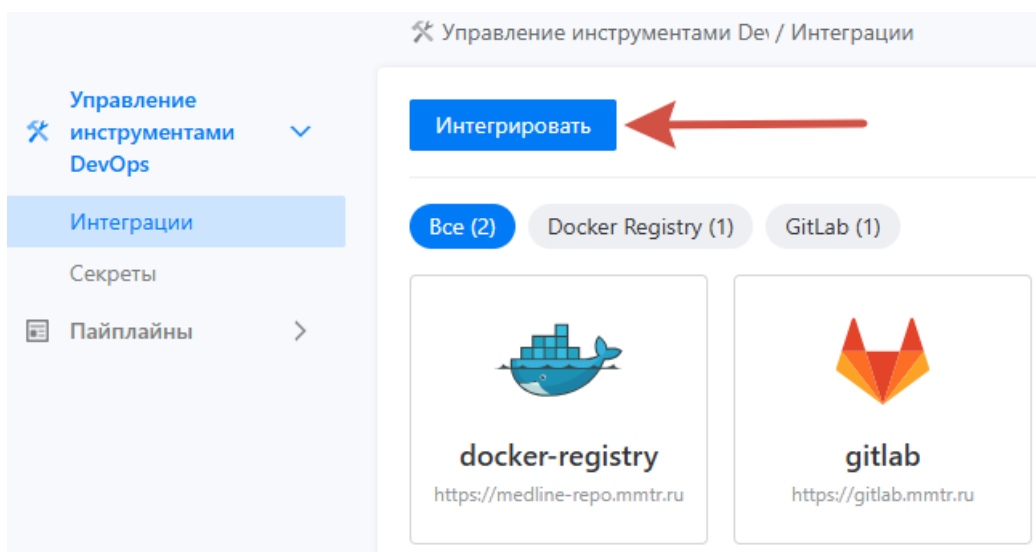 Управление инструментами Dev / Интеграции
Управление
инструментами
DevOps
Интеграции
Секреты
Пайплайны
Интегрировать
Все (2)
Docker Registry (1)
GitLab (1)
docker-registry
https://medline-repo.mmtr.ru
gitlab
https://gitlab.mmtr.ru